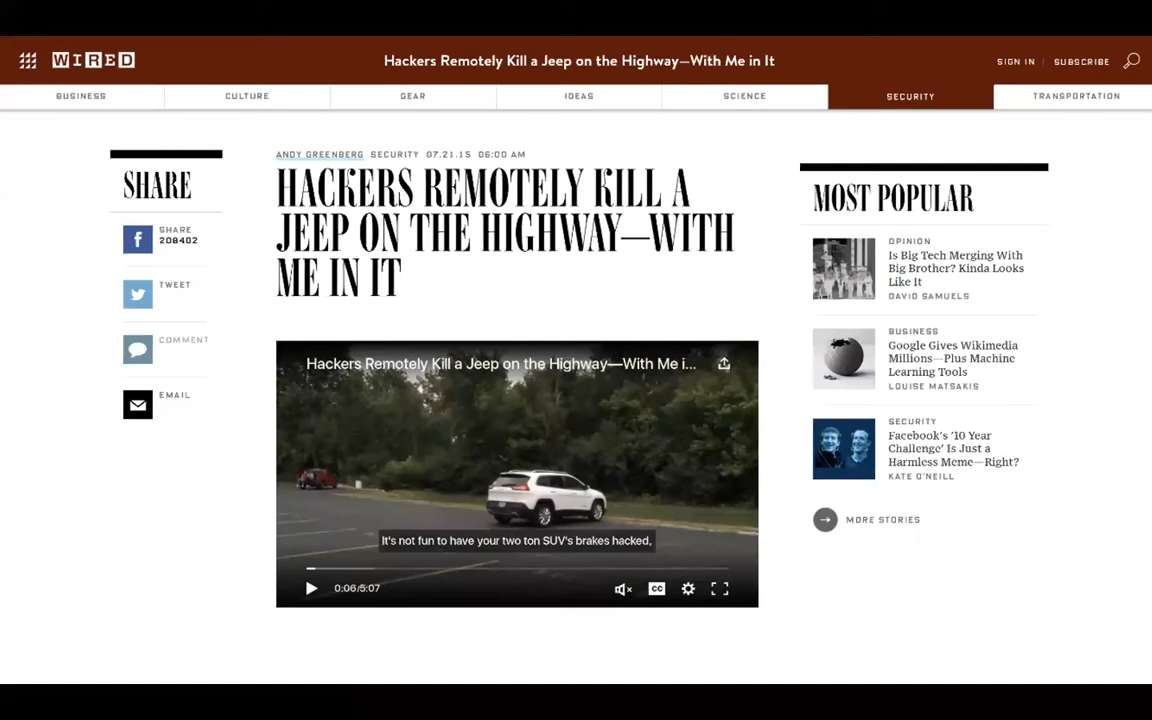 WIRED
Hackers Remotely Kill a Jeep on the Highway—With Me in It
SIGN IN
SUBSCRIBE
BUSINESS
CULTURE
GEAR
IDEAS
SCIENCE
SECURITY
TRANSPORTATION
SHARE
SHARE
208402
TWEET
COMMENT
EMAIL
ANDY GREENBERG SECURITY 07.21.15 06:00 AM
HACKERS REMOTELY KILL A
JEEP ON THE HIGHWAY—WITH
ME IN IT
Hackers Remotely Kill a Jeep on the Highway—With Me i...
It's not fun to have your two ton SUV's brakes hacked,
0:06/5:07
CC
MOST POPULAR
OPINION
Is Big Tech Merging With
Big Brother? Kinda Looks
Like It
DAVID SAMUELS
BUSINESS
Google Gives Wikimedia
Millions—Plus Machine
Learning Tools
LOUISE MATSAKIS
SECURITY
Facebook's '10 Year
Challenge' Is Just a
Harmless Meme—Right?
KATE O'NEILL
MORE STORIES